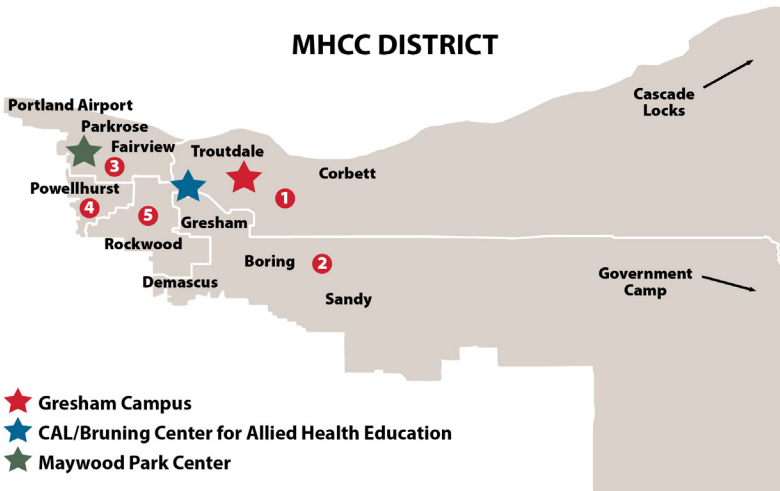 MHCC DISTRICT
Cascade
Locks
Portland Airport
Parkrose
Fairview
Troutdale
3
Corbett
Powellhurst
1
4
5
Gresham
Rockwood
Boring
2
Government
Camp
Demascus
Sandy
Gresham Campus
CAL/Bruning Center for Allied Health Education
Maywood Park Center